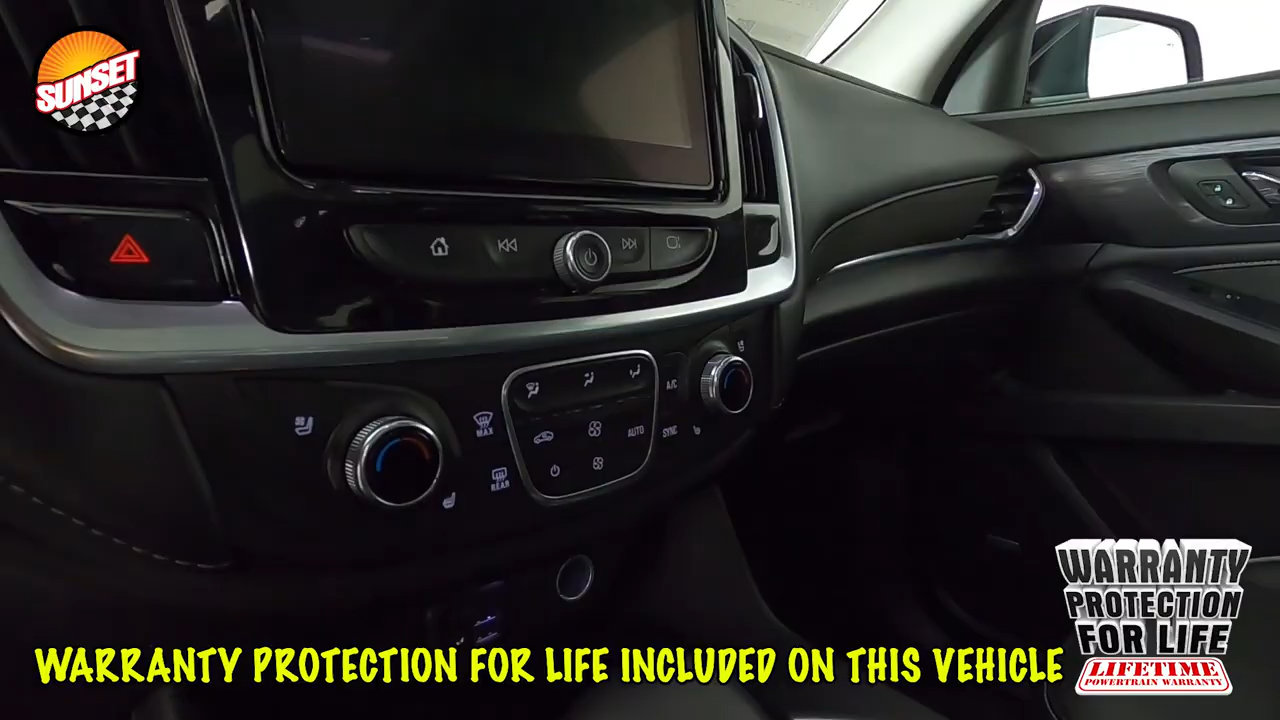 SUNSET
MAX
A/C
AUTO
SYNC
REAR
WARRANTY
PROTECTION
FOR LIFE
LIFETIME
POWERTRAIN WARRANTY
WARRANTY PROTECTION FOR LIFE INCLUDED ON THIS VEHICLE